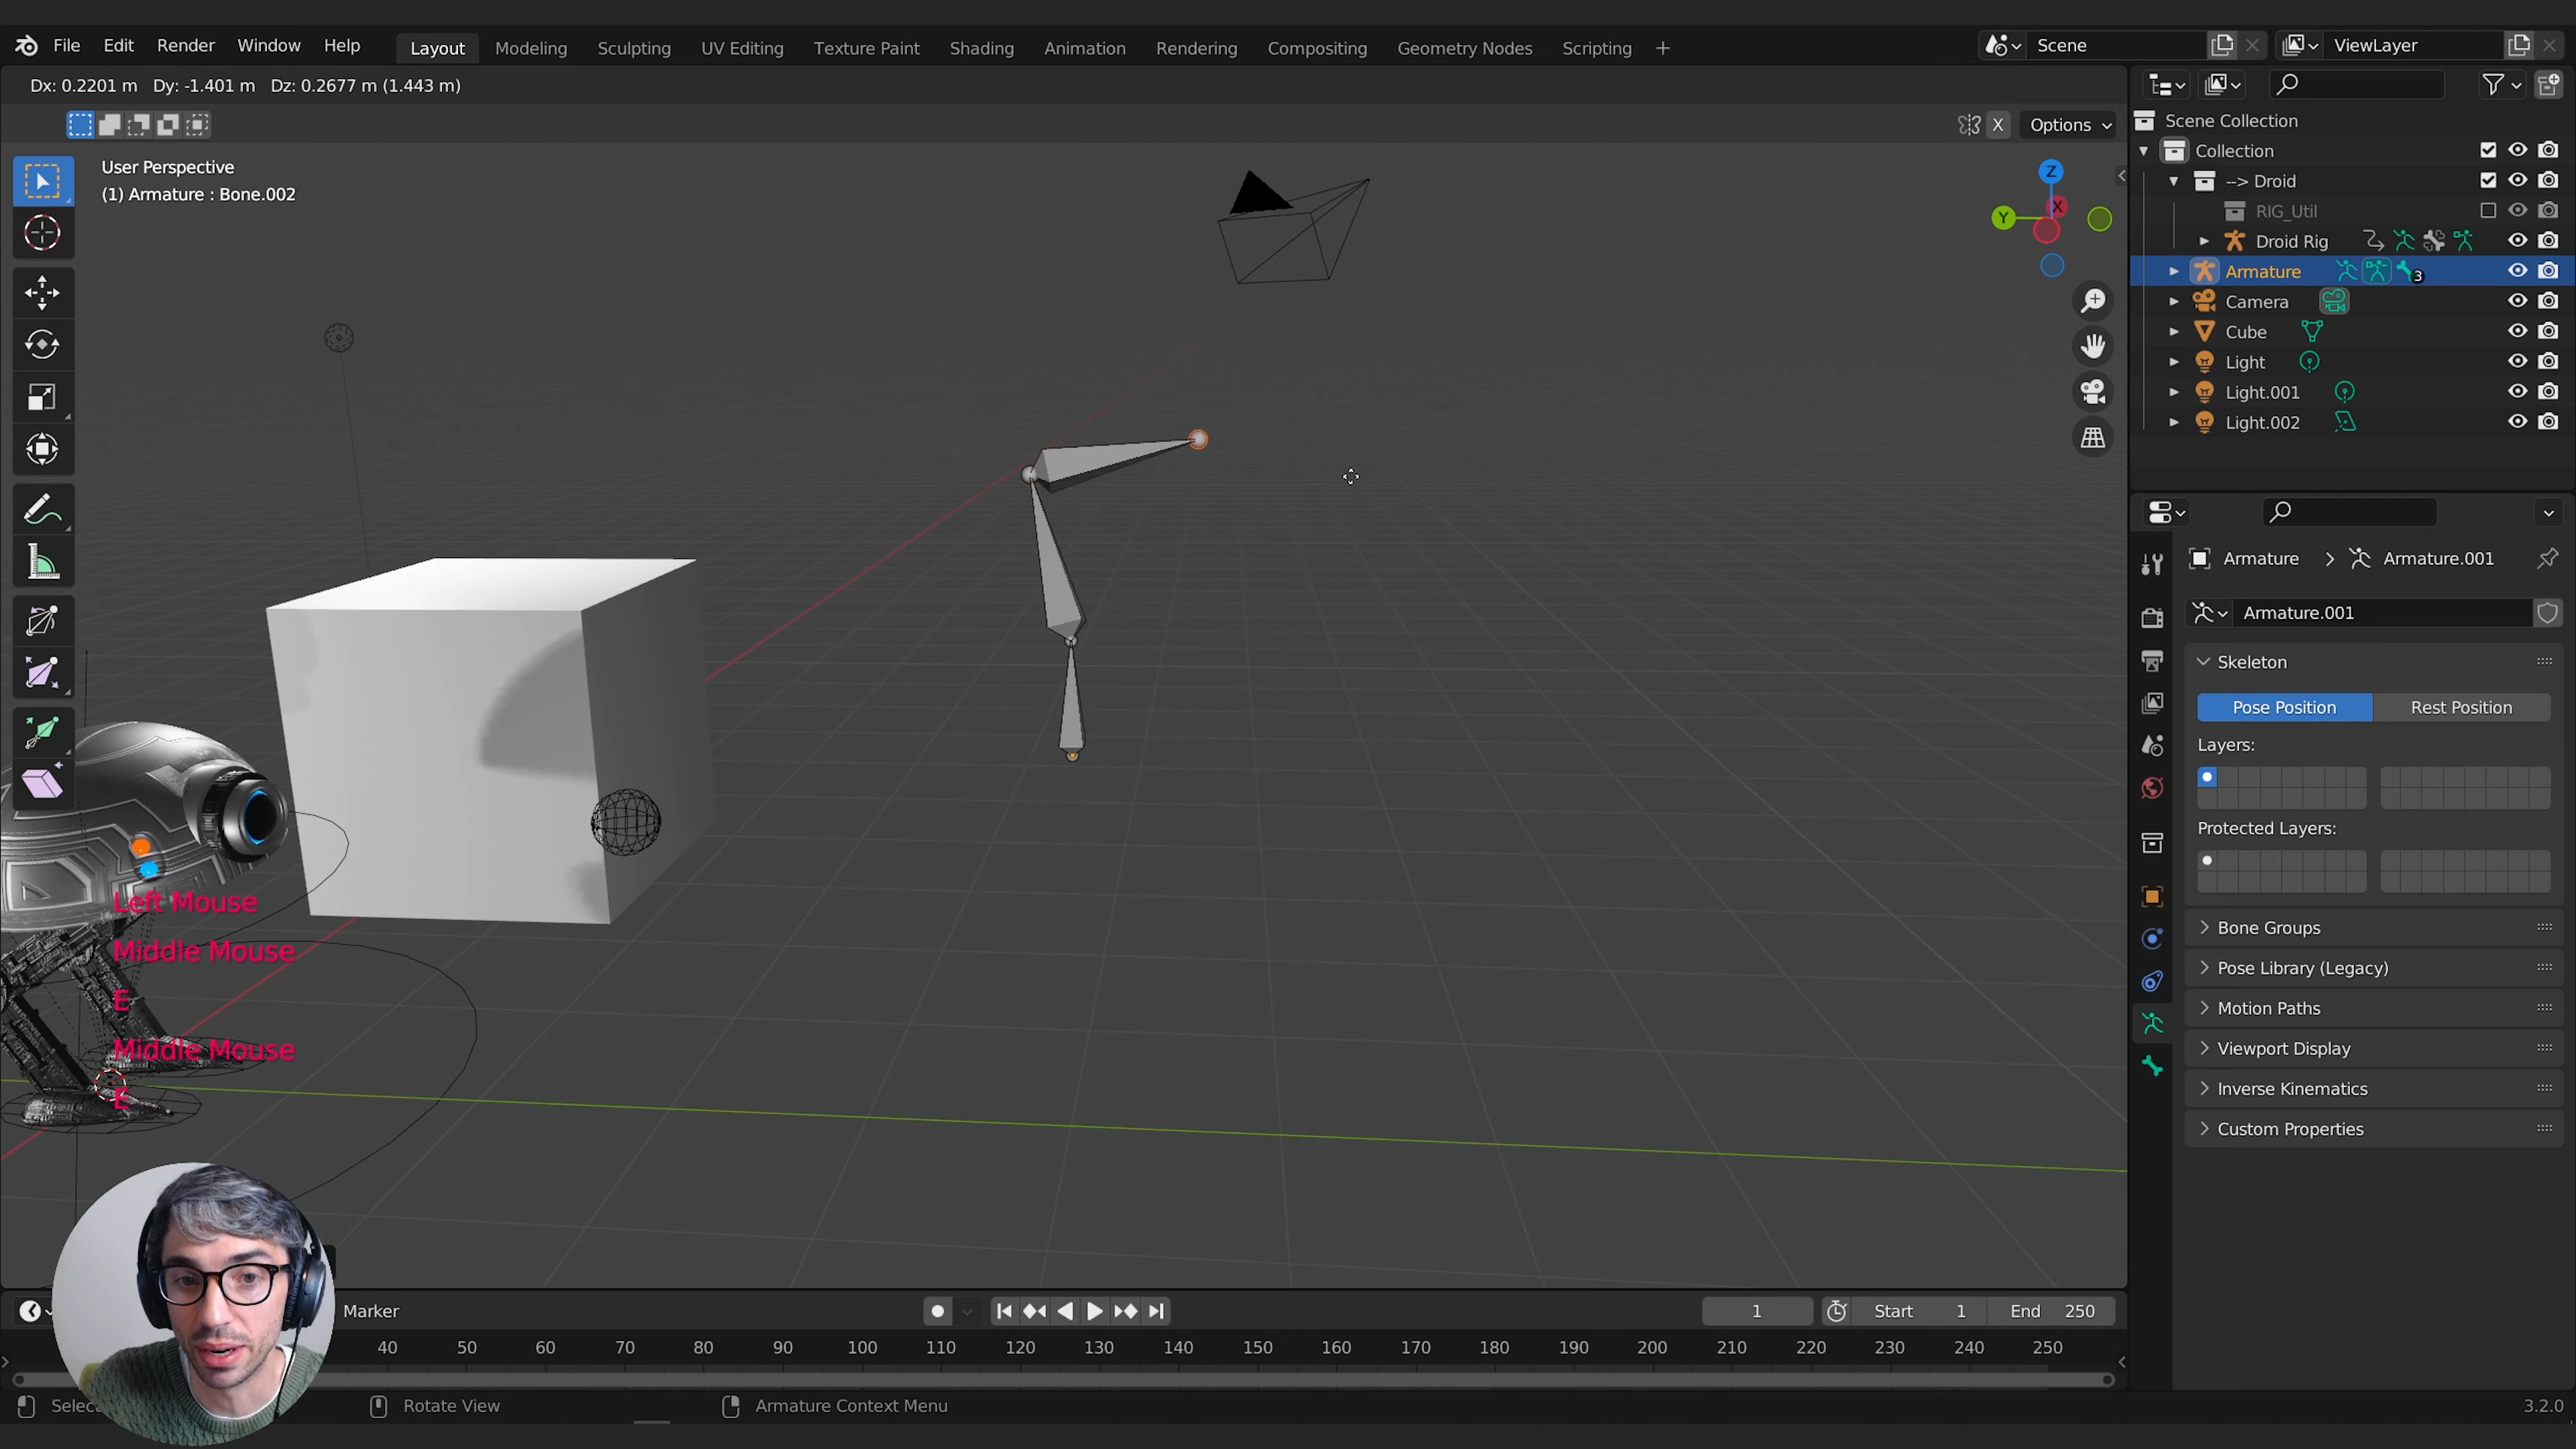 File Edit Render Window Help Layout Modeling Sculpting UV Editing Texture Paint Shading Animation Rendering Compositing Geometry Nodes Scripting + Scene ViewLayer
Dx: 0.2201 m Dy: -1.401 m Dz: 0.2677 m (1.443 m)
X Options
User Perspective
(1) Armature : Bone.002
Z
Y
X
Scene Collection
Collection
--> Droid
RIG_Util
Droid Rig
Armature 3
Camera
Cube
Light
Light.001
Light.002
Armature > Armature.001
Armature.001
Skeleton
Pose Position Rest Position
Layers:
Protected Layers:
Bone Groups
Pose Library (Legacy)
Motion Paths
Viewport Display
Inverse Kinematics
Custom Properties
Left Mouse
Middle Mouse
E
Middle Mouse
E
Marker 1 Start 1 End 250
40 50 60 70 80 90 100 110 120 130 140 150 160 170 180 190 200 210 220 230 240 250
Rotate View Armature Context Menu 3.2.0